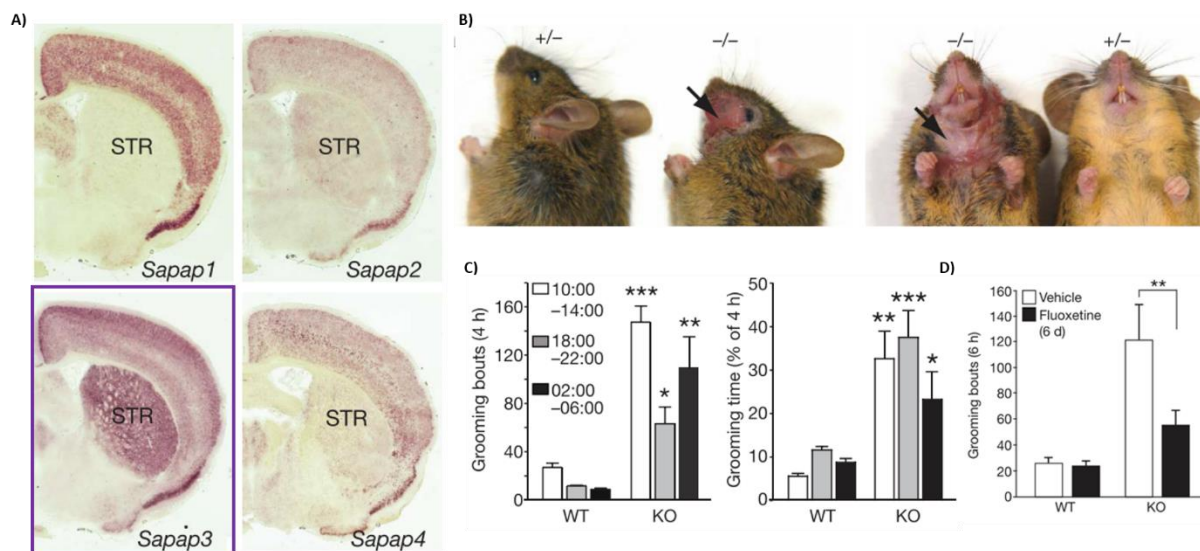 A)
STR
Sapap1
STR
Sapap2
STR
Sapap3
STR
Sapap4
B)
+/–
–/–
–/–
+/–
C)
Grooming bouts (4 h)
160
120
80
40
0
10:00
–14:00
18:00
–22:00
02:00
–06:00
***
*
**
WT
KO
Grooming time (% of 4 h)
50
40
30
20
10
0
**
***
*
WT
KO
D)
Grooming bouts (6 h)
160
140
120
100
80
60
40
20
0
Vehicle
Fluoxetine
(6 d)
**
WT
KO